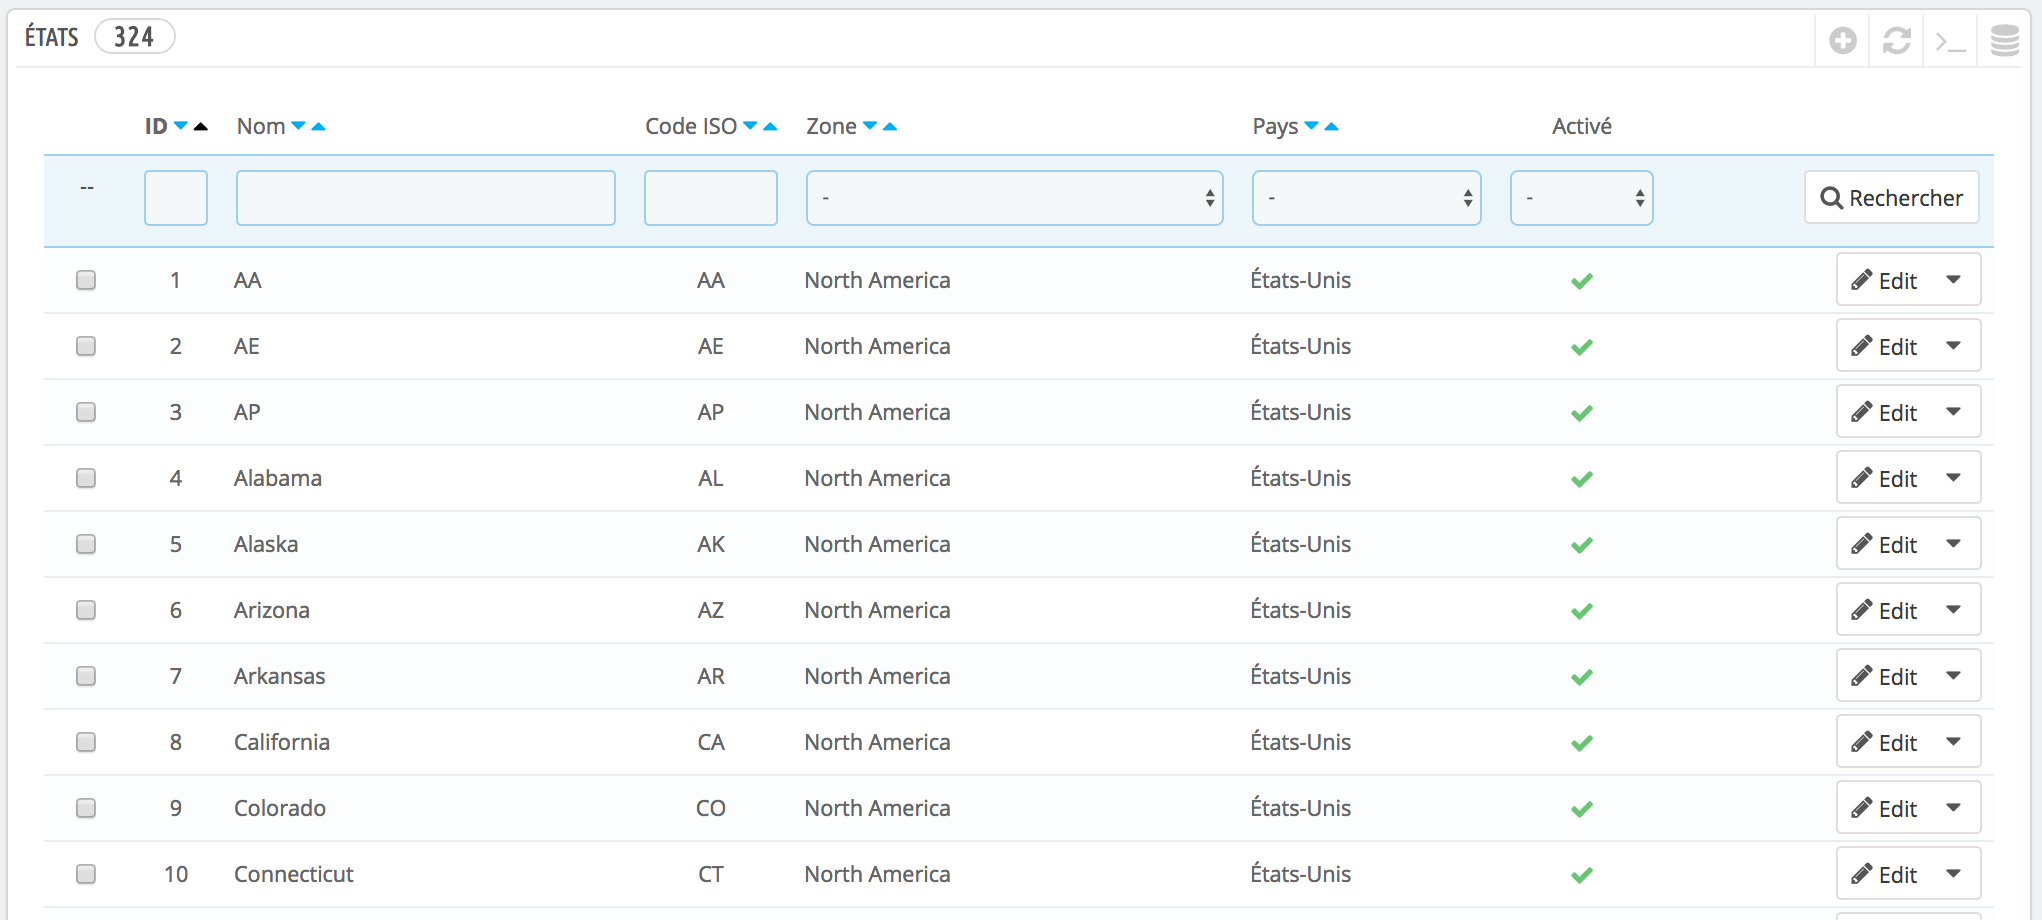 ÉTATS 324
ID Nom Code ISO Zone Pays Activé
-- - - - Rechercher
1 AA AA North America États-Unis Edit
2 AE AE North America États-Unis Edit
3 AP AP North America États-Unis Edit
4 Alabama AL North America États-Unis Edit
5 Alaska AK North America États-Unis Edit
6 Arizona AZ North America États-Unis Edit
7 Arkansas AR North America États-Unis Edit
8 California CA North America États-Unis Edit
9 Colorado CO North America États-Unis Edit
10 Connecticut CT North America États-Unis Edit